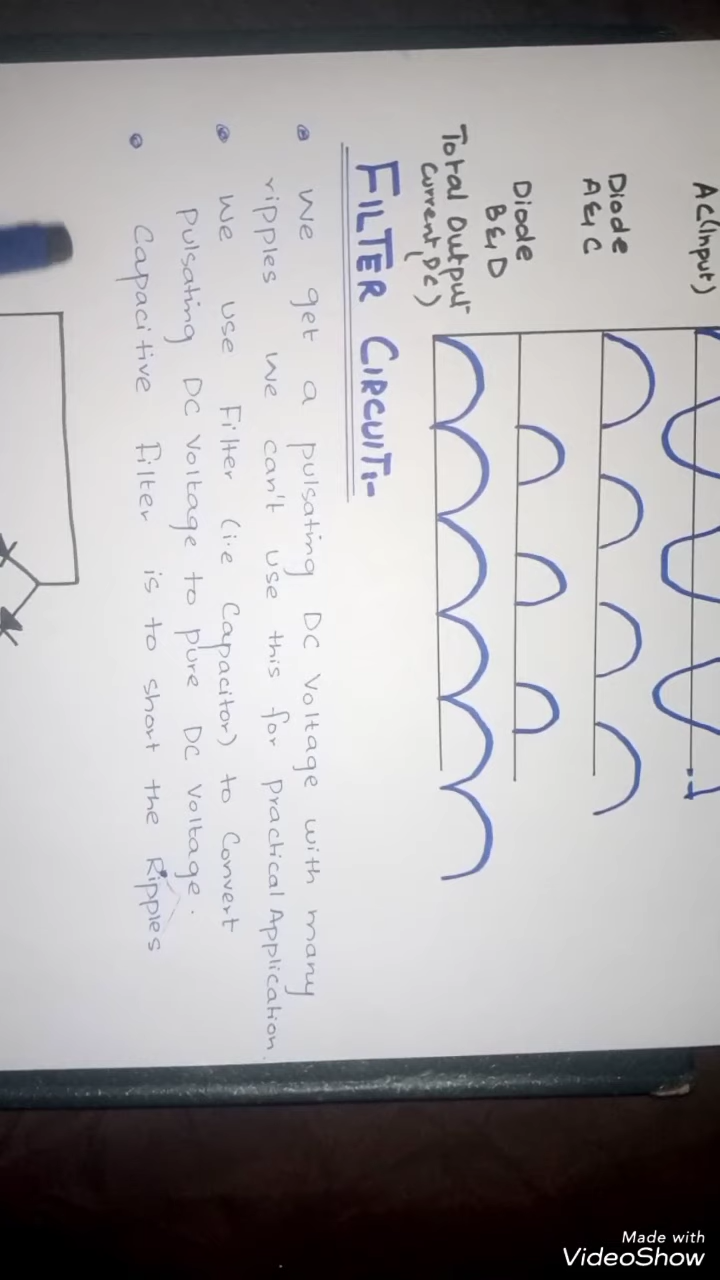 AC(Input)
Diode
A & C
Diode
B & D
Total Output
Current(DC)
FILTER CIRCUIT:-
We get a pulsating DC Voltage with many
ripples we can't use this for Practical Application.
We use Filter (i.e Capacitor) to Convert
pulsating DC Voltage to pure DC Voltage.
Capacitive Filter is to short the Ripples
Made with
VideoShow